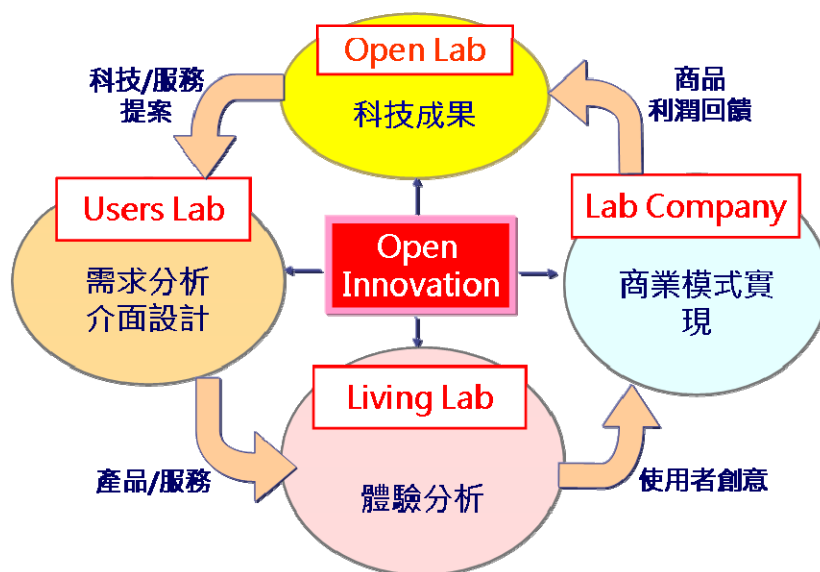 Open Lab
科技成果
科技/服務
提案
商品
利潤回饋
Users Lab
需求分析
介面設計
Open
Innovation
Lab Company
商業模式實
現
Living Lab
體驗分析
產品/服務
使用者創意